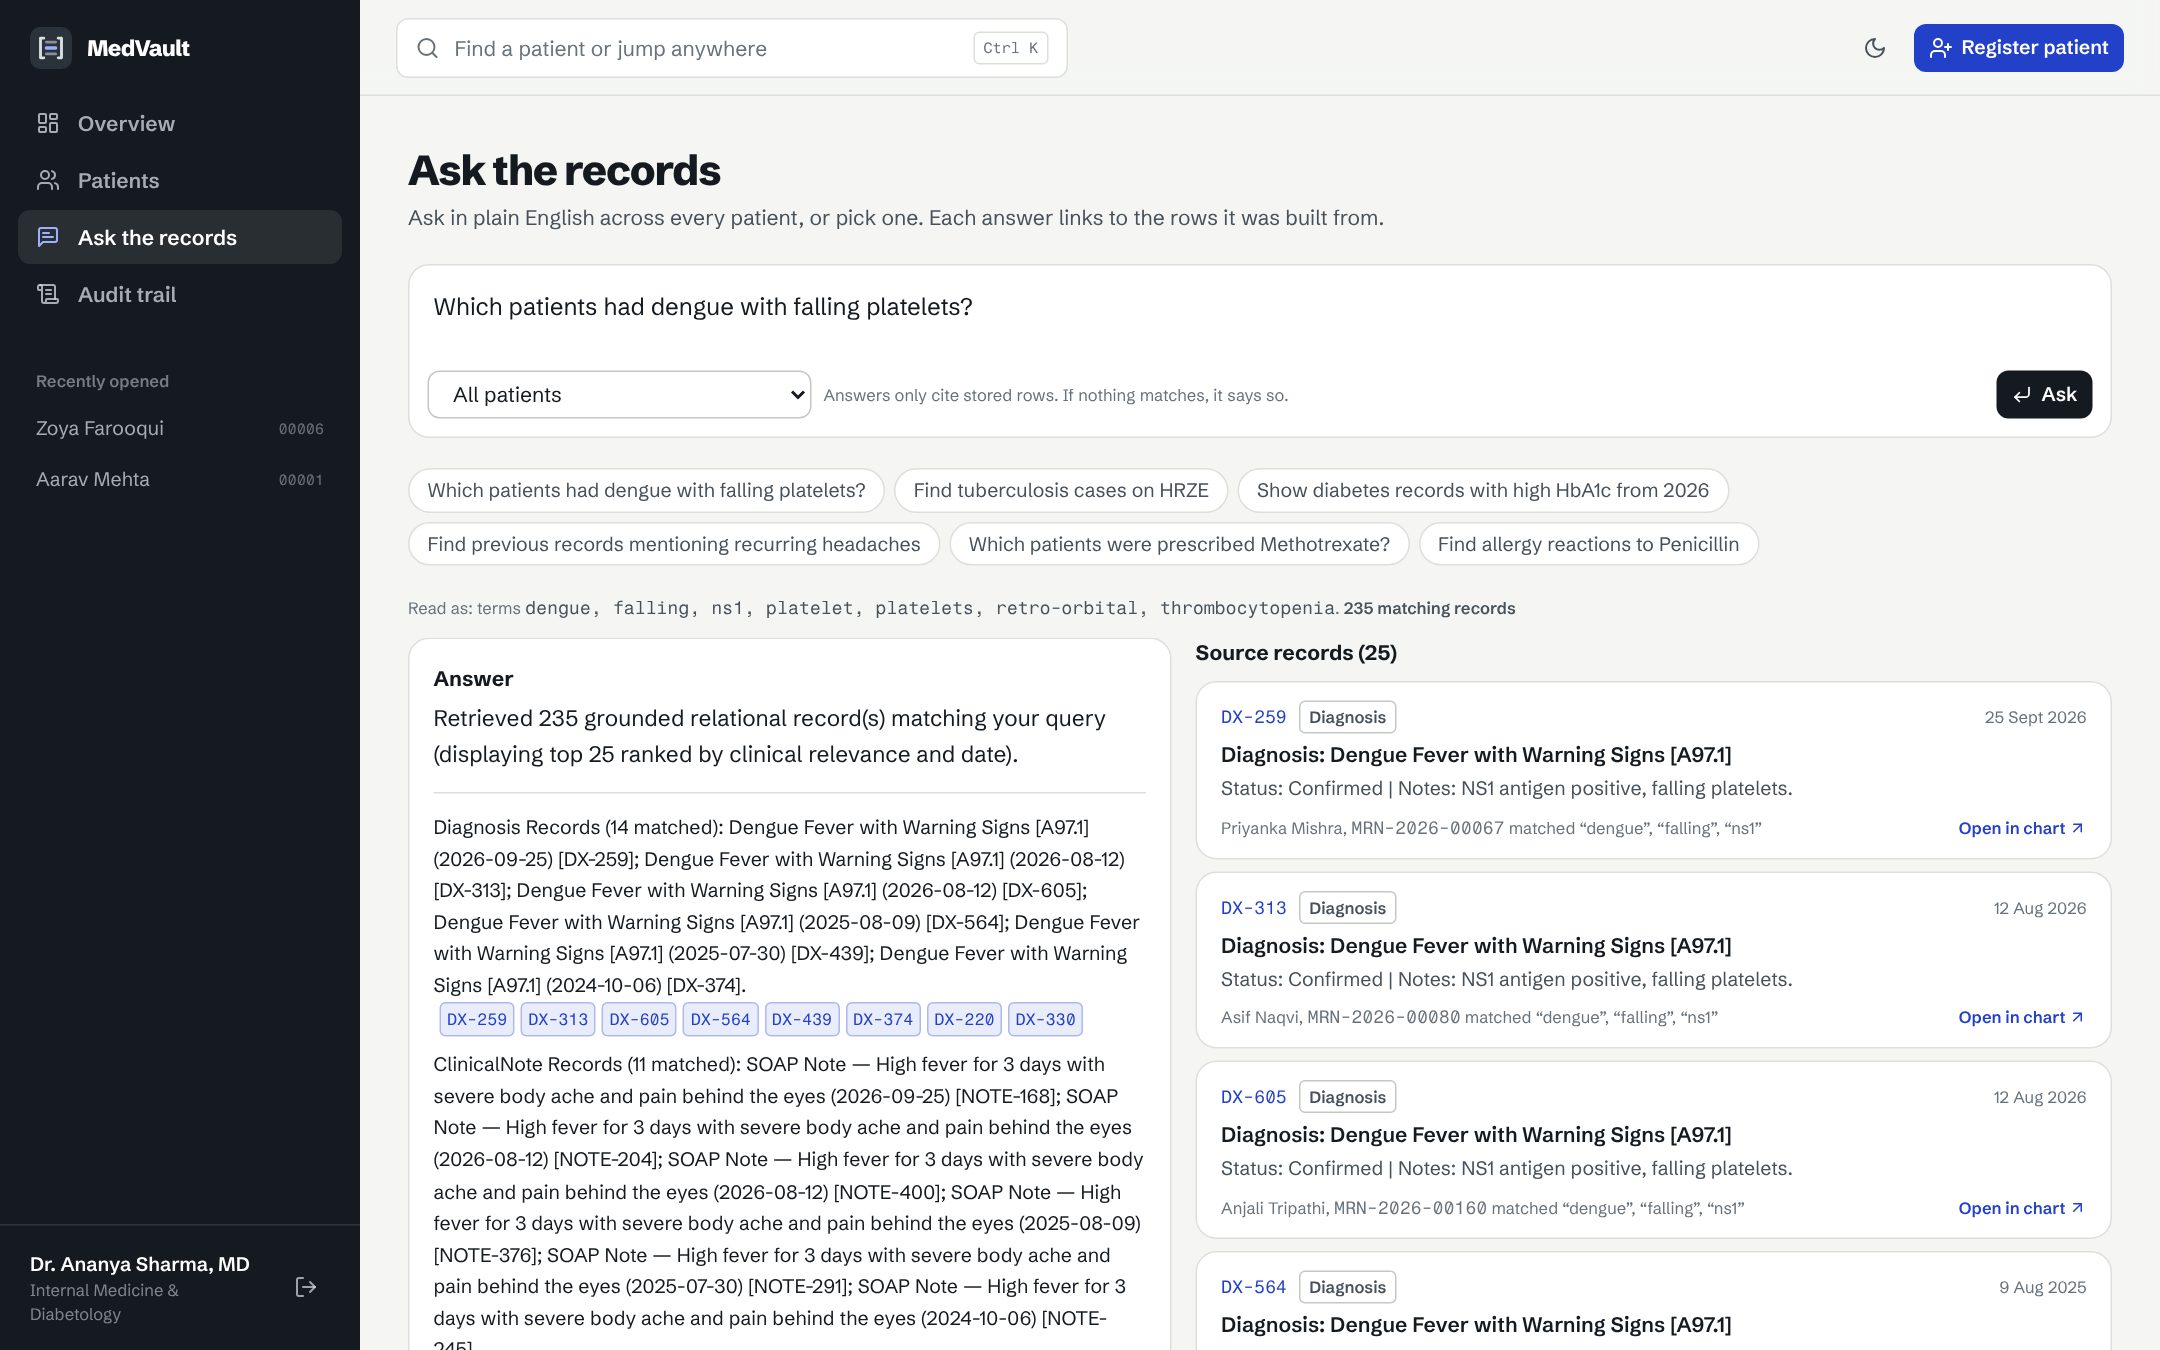 MedVault
Overview
Patients
Ask the records
Audit trail
Recently opened
Zoya Farooqui 00006
Aarav Mehta 00001
Dr. Ananya Sharma, MD
Internal Medicine &
Diabetology
Find a patient or jump anywhere Ctrl K
Register patient
Ask the records
Ask in plain English across every patient, or pick one. Each answer links to the rows it was built from.
Which patients had dengue with falling platelets?
All patients Answers only cite stored rows. If nothing matches, it says so. Ask
Which patients had dengue with falling platelets? Find tuberculosis cases on HRZE Show diabetes records with high HbA1c from 2026
Find previous records mentioning recurring headaches Which patients were prescribed Methotrexate? Find allergy reactions to Penicillin
Read as: terms dengue, falling, ns1, platelet, platelets, retro-orbital, thrombocytopenia. 235 matching records
Answer
Retrieved 235 grounded relational record(s) matching your query
(displaying top 25 ranked by clinical relevance and date).
Diagnosis Records (14 matched): Dengue Fever with Warning Signs [A97.1]
(2026-09-25) [DX-259]; Dengue Fever with Warning Signs [A97.1] (2026-08-12)
[DX-313]; Dengue Fever with Warning Signs [A97.1] (2026-08-12) [DX-605];
Dengue Fever with Warning Signs [A97.1] (2025-08-09) [DX-564]; Dengue Fever
with Warning Signs [A97.1] (2025-07-30) [DX-439]; Dengue Fever with Warning
Signs [A97.1] (2024-10-06) [DX-374].
DX-259 DX-313 DX-605 DX-564 DX-439 DX-374 DX-220 DX-330
ClinicalNote Records (11 matched): SOAP Note — High fever for 3 days with
severe body ache and pain behind the eyes (2026-09-25) [NOTE-168]; SOAP
Note — High fever for 3 days with severe body ache and pain behind the eyes
(2026-08-12) [NOTE-204]; SOAP Note — High fever for 3 days with severe body
ache and pain behind the eyes (2026-08-12) [NOTE-400]; SOAP Note — High
fever for 3 days with severe body ache and pain behind the eyes (2025-08-09)
[NOTE-376]; SOAP Note — High fever for 3 days with severe body ache and
pain behind the eyes (2025-07-30) [NOTE-291]; SOAP Note — High fever for 3
days with severe body ache and pain behind the eyes (2024-10-06) [NOTE-
245]
Source records (25)
DX-259 Diagnosis 25 Sept 2026
Diagnosis: Dengue Fever with Warning Signs [A97.1]
Status: Confirmed | Notes: NS1 antigen positive, falling platelets.
Priyanka Mishra, MRN-2026-00067 matched “dengue”, “falling”, “ns1” Open in chart
DX-313 Diagnosis 12 Aug 2026
Diagnosis: Dengue Fever with Warning Signs [A97.1]
Status: Confirmed | Notes: NS1 antigen positive, falling platelets.
Asif Naqvi, MRN-2026-00080 matched “dengue”, “falling”, “ns1” Open in chart
DX-605 Diagnosis 12 Aug 2026
Diagnosis: Dengue Fever with Warning Signs [A97.1]
Status: Confirmed | Notes: NS1 antigen positive, falling platelets.
Anjali Tripathi, MRN-2026-00160 matched “dengue”, “falling”, “ns1” Open in chart
DX-564 Diagnosis 9 Aug 2025
Diagnosis: Dengue Fever with Warning Signs [A97.1]